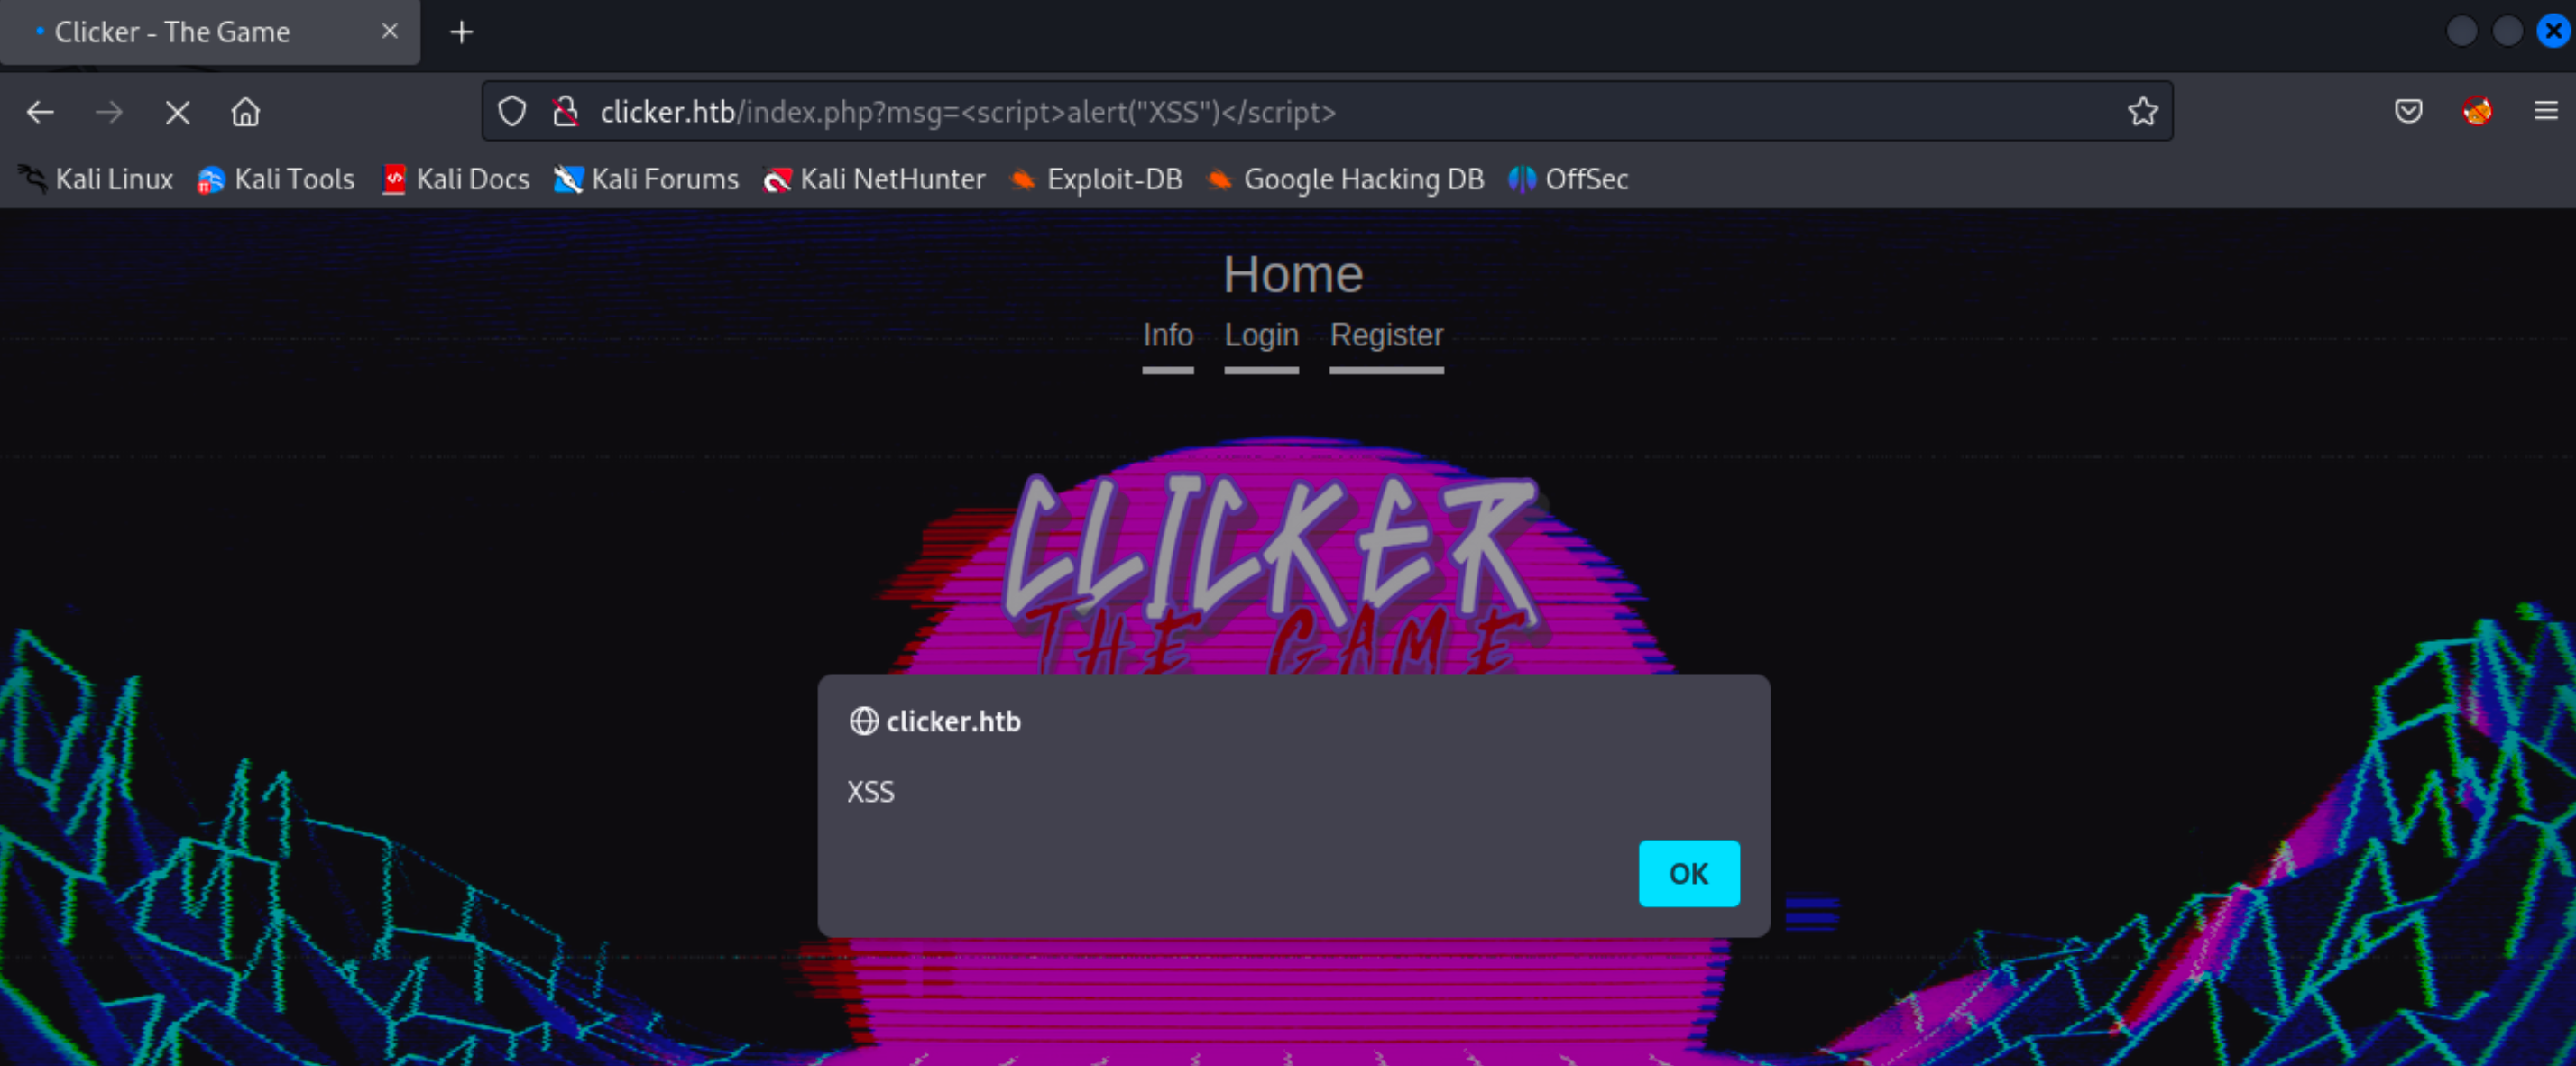 Clicker - The Game
clicker.htb/index.php?msg=<script>alert("XSS")</script>
Kali Linux Kali Tools Kali Docs Kali Forums Kali NetHunter Exploit-DB Google Hacking DB OffSec
Home
Info Login Register
CLICKER
THE GAME
clicker.htb
XSS
OK